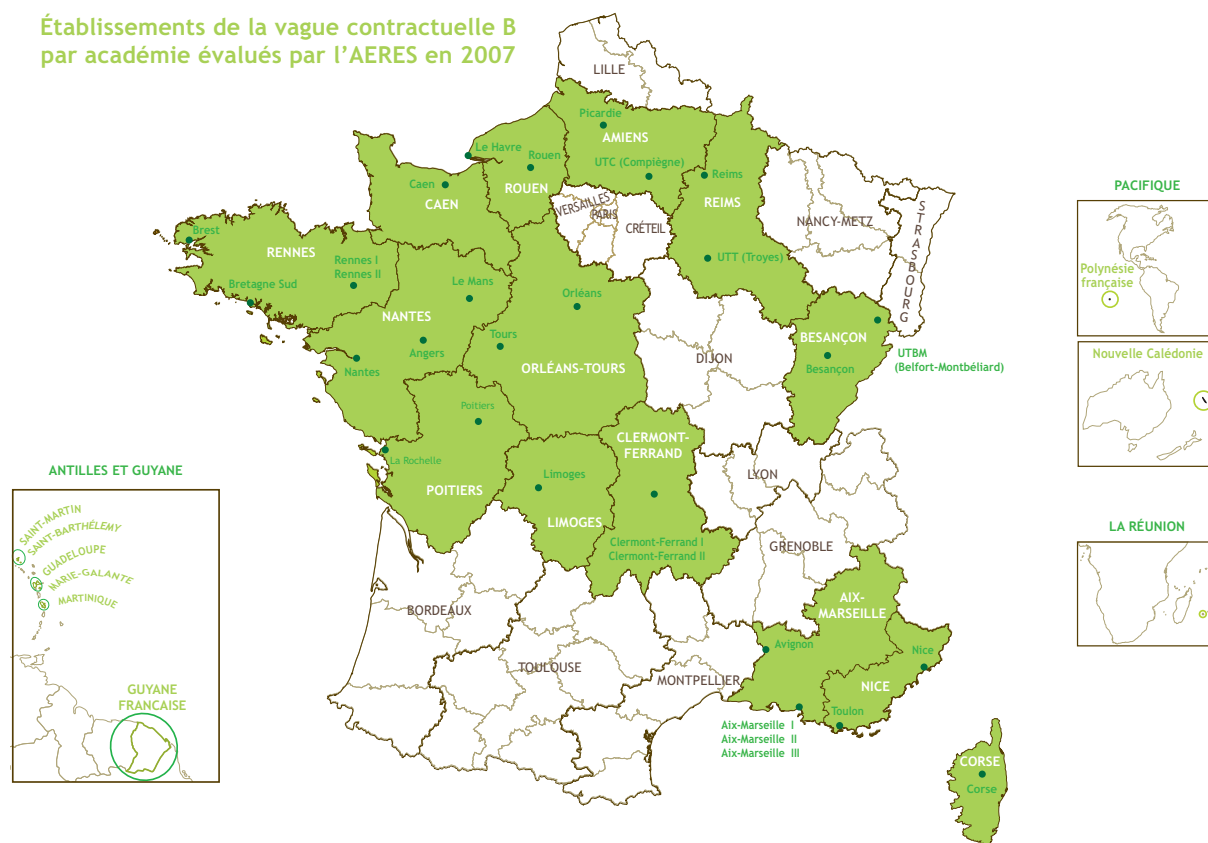 Établissements de la vague contractuelle B
par académie évalués par l'AERES en 2007
LILLE
Picardie
AMIENS
UTC (Compiègne)
Le Havre
Rouen
ROUEN
Caen
CAEN
Reims
REIMS
UTT (Troyes)
VERSAILLES
PARIS
CRÉTEIL
NANCY-METZ
STRASBOURG
Brest
RENNES
Rennes I
Rennes II
Bretagne Sud
Le Mans
NANTES
Angers
Nantes
Orléans
Tours
ORLÉANS-TOURS
DIJON
BESANÇON
Besançon
UTBM
(Belfort-Montbéliard)
Poitiers
La Rochelle
POITIERS
Limoges
LIMOGES
CLERMONT-
FERRAND
Clermont-Ferrand I
Clermont-Ferrand II
LYON
GRENOBLE
BORDEAUX
TOULOUSE
MONTPELLIER
AIX-
MARSEILLE
Avignon
Nice
NICE
Toulon
Aix-Marseille I
Aix-Marseille II
Aix-Marseille III
CORSE
Corse
ANTILLES ET GUYANE
SAINT-MARTIN
SAINT-BARTHÉLEMY
GUADELOUPE
MARIE-GALANTE
MARTINIQUE
GUYANE
FRANCAISE
PACIFIQUE
Polynésie
française
Nouvelle Calédonie
LA RÉUNION